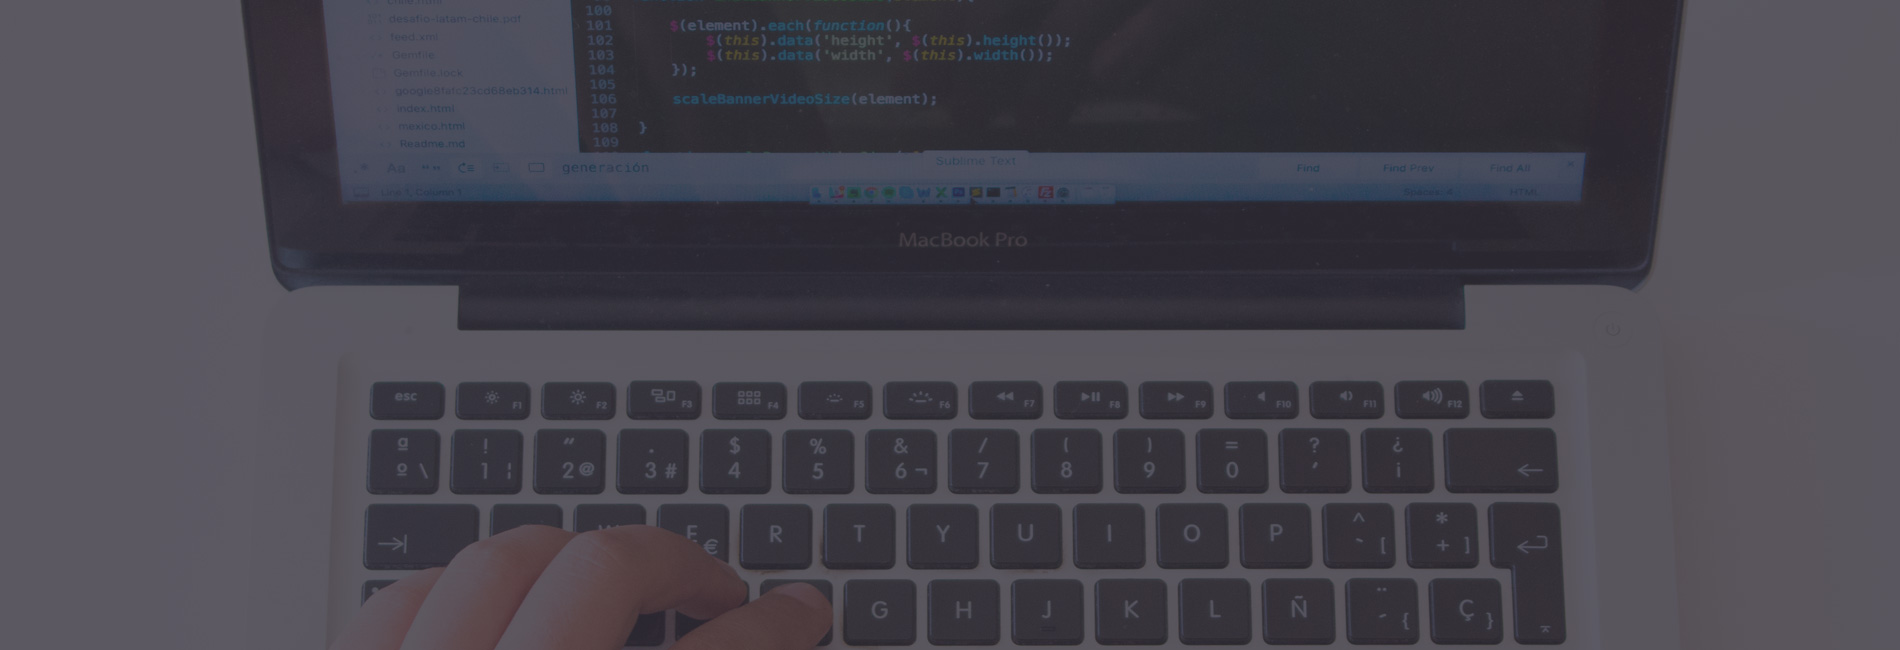 100
desafio-latam-chile.pdf
101 $(element).each(function(){
feed.xml
102 $(this).data('height', $(this).height());
Gemfile
103 $(this).data('width', $(this).width());
Gemfile.lock
104 });
105
index.html
106 scaleBannerVideoSize(element);
107
mexico.html
108 }
Readme.md
109
Aa "" generación Sublime Text Find Find Prev Find All
Line 1, Column 1 Spaces: 4 HTML
MacBook Pro
esc F1 F2 F3 F4 F5 F6 F7 F8 F9 F10 F11 F12
ª ! " . $ % & / ( ) = ? ¿
º \ 1 ¦ 2 @ 3 # 4 5 6 ¬ 7 8 9 0 ' ¡
E € R T Y U I O P ^ ` [ * + ]
G H J K L Ñ ¨ ´ { Ç }